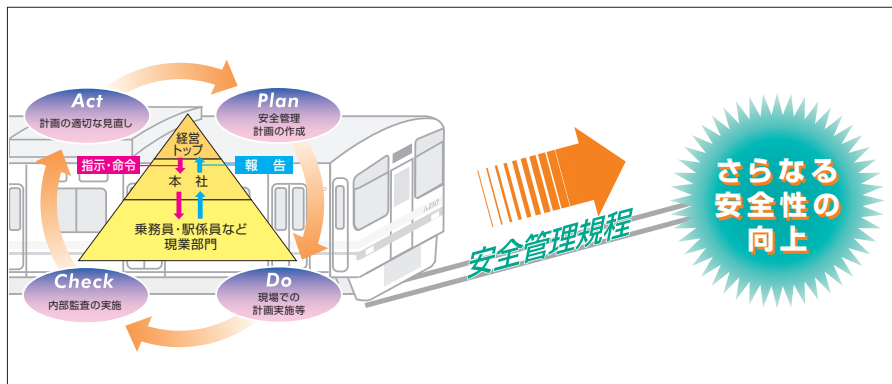 Act
計画の適切な見直し
Plan
安全管理
計画の作成
経営
トップ
指示・命令
報 告
本 社
乗務員・駅係員など
現業部門
Check
内部監査の実施
Do
現場での
計画実施等
安全管理規程
さらなる
安全性の
向上